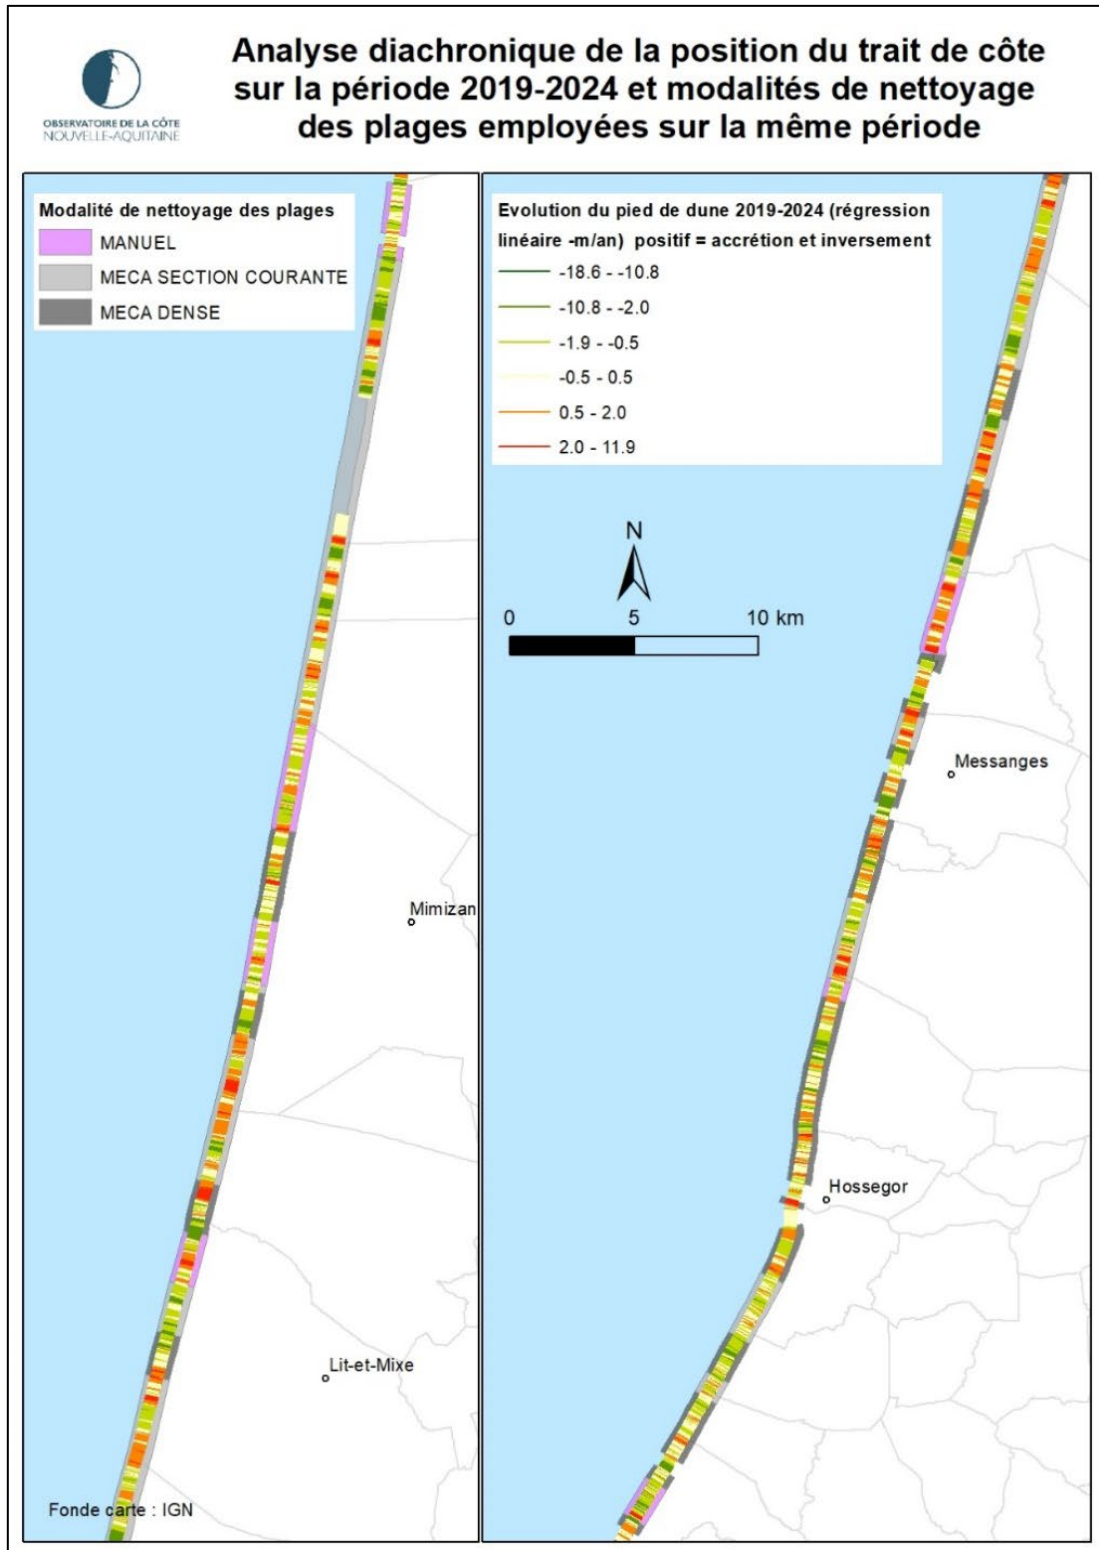 Analyse diachronique de la position du trait de côte
sur la période 2019-2024 et modalités de nettoyage
des plages employées sur la même période
OBSERVATOIRE DE LA CÔTE
NOUVELLE-AQUITAINE
Modalité de nettoyage des plages
MANUEL
MECA SECTION COURANTE
MECA DENSE
Mimizan
Lit-et-Mixe
Fonde carte : IGN
Evolution du pied de dune 2019-2024 (régression
linéaire -m/an) positif = accrétion et inversement
-18.6 - -10.8
-10.8 - -2.0
-1.9 - -0.5
-0.5 - 0.5
0.5 - 2.0
2.0 - 11.9
N
0 5 10 km
Messanges
Hossegor